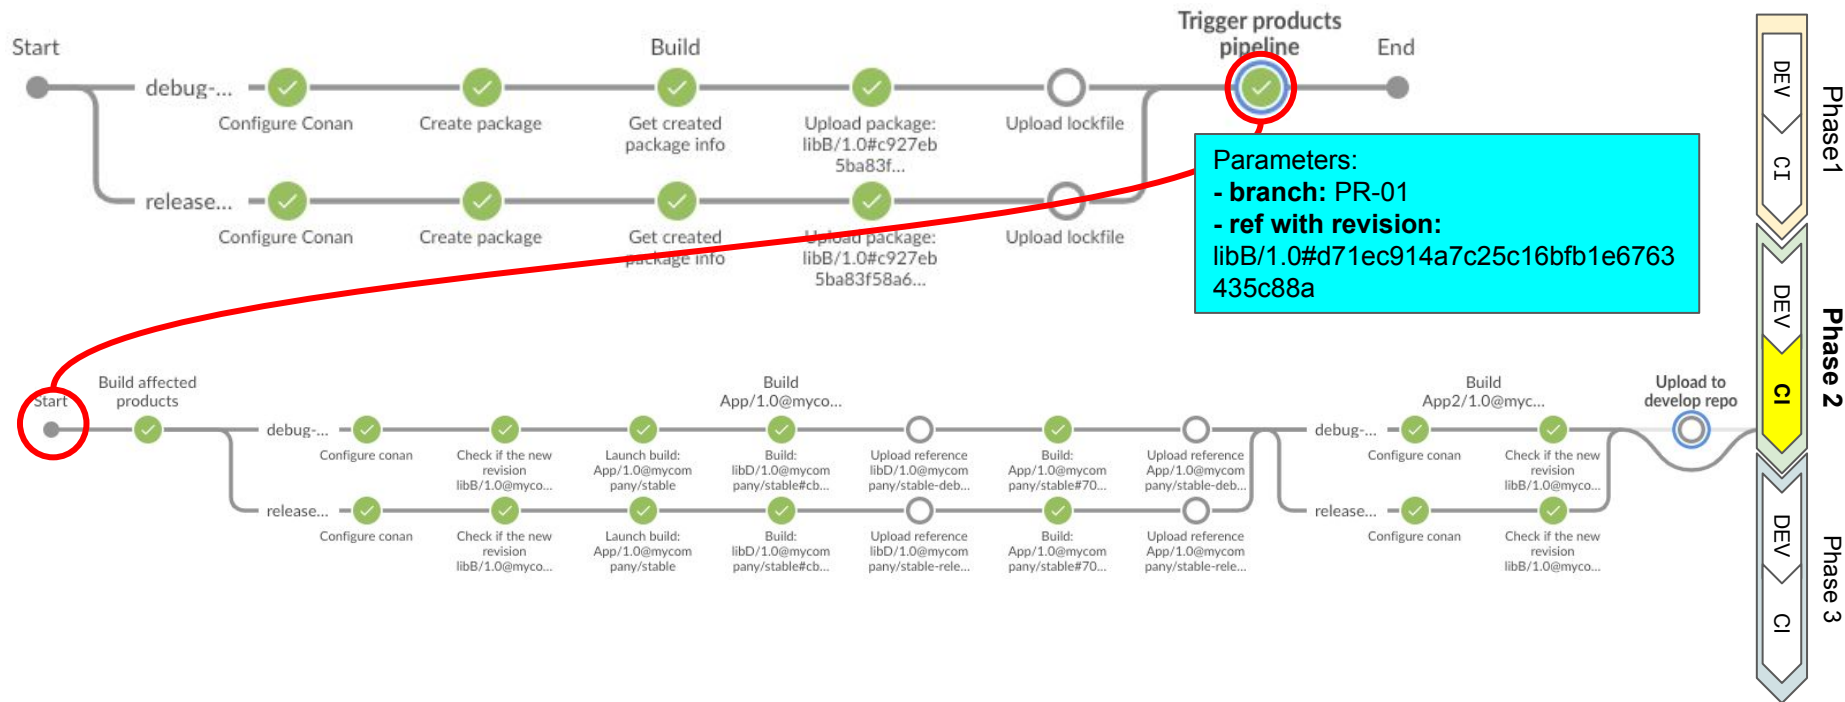 Start
Build
Trigger products
pipeline
End
debug-...
Configure Conan
Create package
Get created
package info
Upload package:
libB/1.0#c927eb
5ba83f...
Upload lockfile
release...
Configure Conan
Create package
Get created
package info
Upload package:
libB/1.0#c927eb
5ba83f58a6...
Upload lockfile
Parameters:
- branch: PR-01
- ref with revision:
libB/1.0#d71ec914a7c25c16bfb1e6763
435c88a
Start
Build affected
products
Build
App/1.0@myco...
Build
App2/1.0@myc...
Upload to
develop repo
debug-...
Configure conan
Check if the new
revision
libB/1.0@myco...
Launch build:
App/1.0@mycom
pany/stable
Build:
libD/1.0@mycom
pany/stable#cb...
Upload reference
libD/1.0@mycom
pany/stable-deb...
Build:
App/1.0@mycom
pany/stable#70...
Upload reference
App/1.0@mycom
pany/stable-deb...
debug-...
Configure conan
Check if the new
revision
libB/1.0@myco...
release...
Configure conan
Check if the new
revision
libB/1.0@myco...
Launch build:
App/1.0@mycom
pany/stable
Build:
libD/1.0@mycom
pany/stable#cb...
Upload reference
libD/1.0@mycom
pany/stable-rele...
Build:
App/1.0@mycom
pany/stable#70...
Upload reference
App/1.0@mycom
pany/stable-rele...
release...
Configure conan
Check if the new
revision
libB/1.0@myco...
DEV
CI
Phase1
DEV
CI
Phase 2
DEV
CI
Phase 3